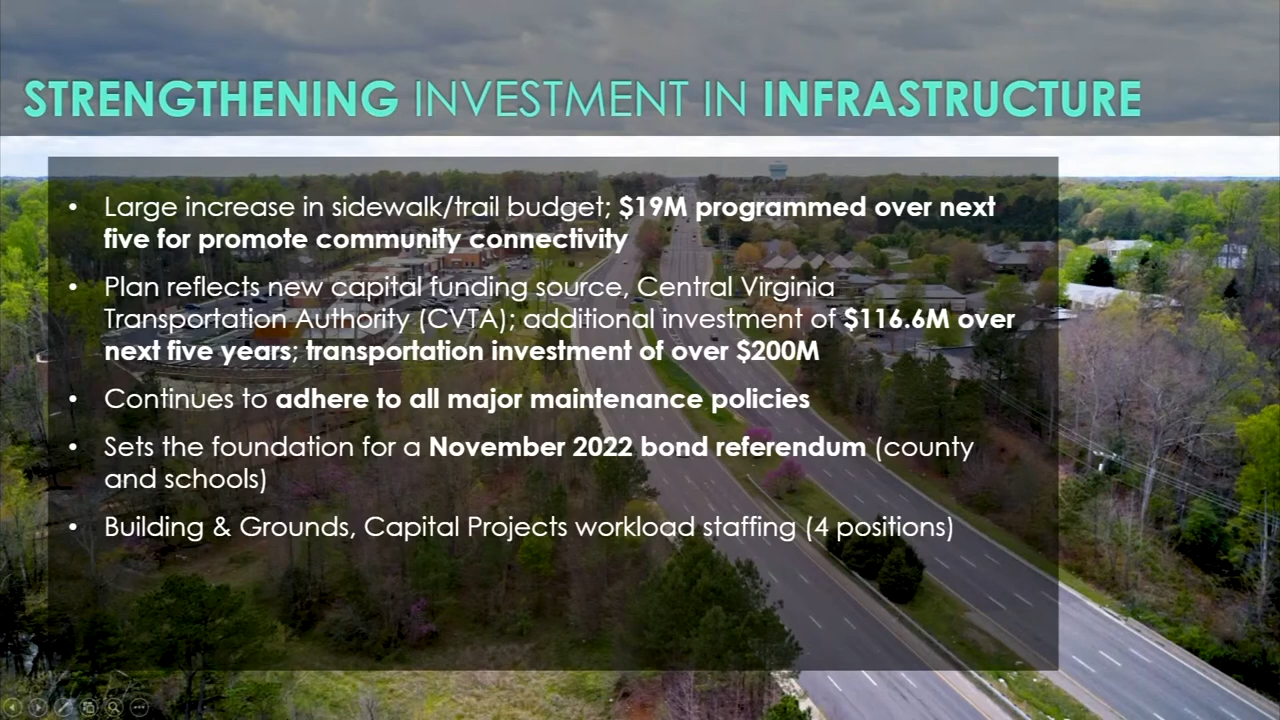 STRENGTHENING INVESTMENT IN INFRASTRUCTURE
• Large increase in sidewalk/trail budget; $19M programmed over next
five for promote community connectivity
• Plan reflects new capital funding source, Central Virginia
Transportation Authority (CVTA); additional investment of $116.6M over
next five years; transportation investment of over $200M
• Continues to adhere to all major maintenance policies
• Sets the foundation for a November 2022 bond referendum (county
and schools)
• Building & Grounds, Capital Projects workload staffing (4 positions)